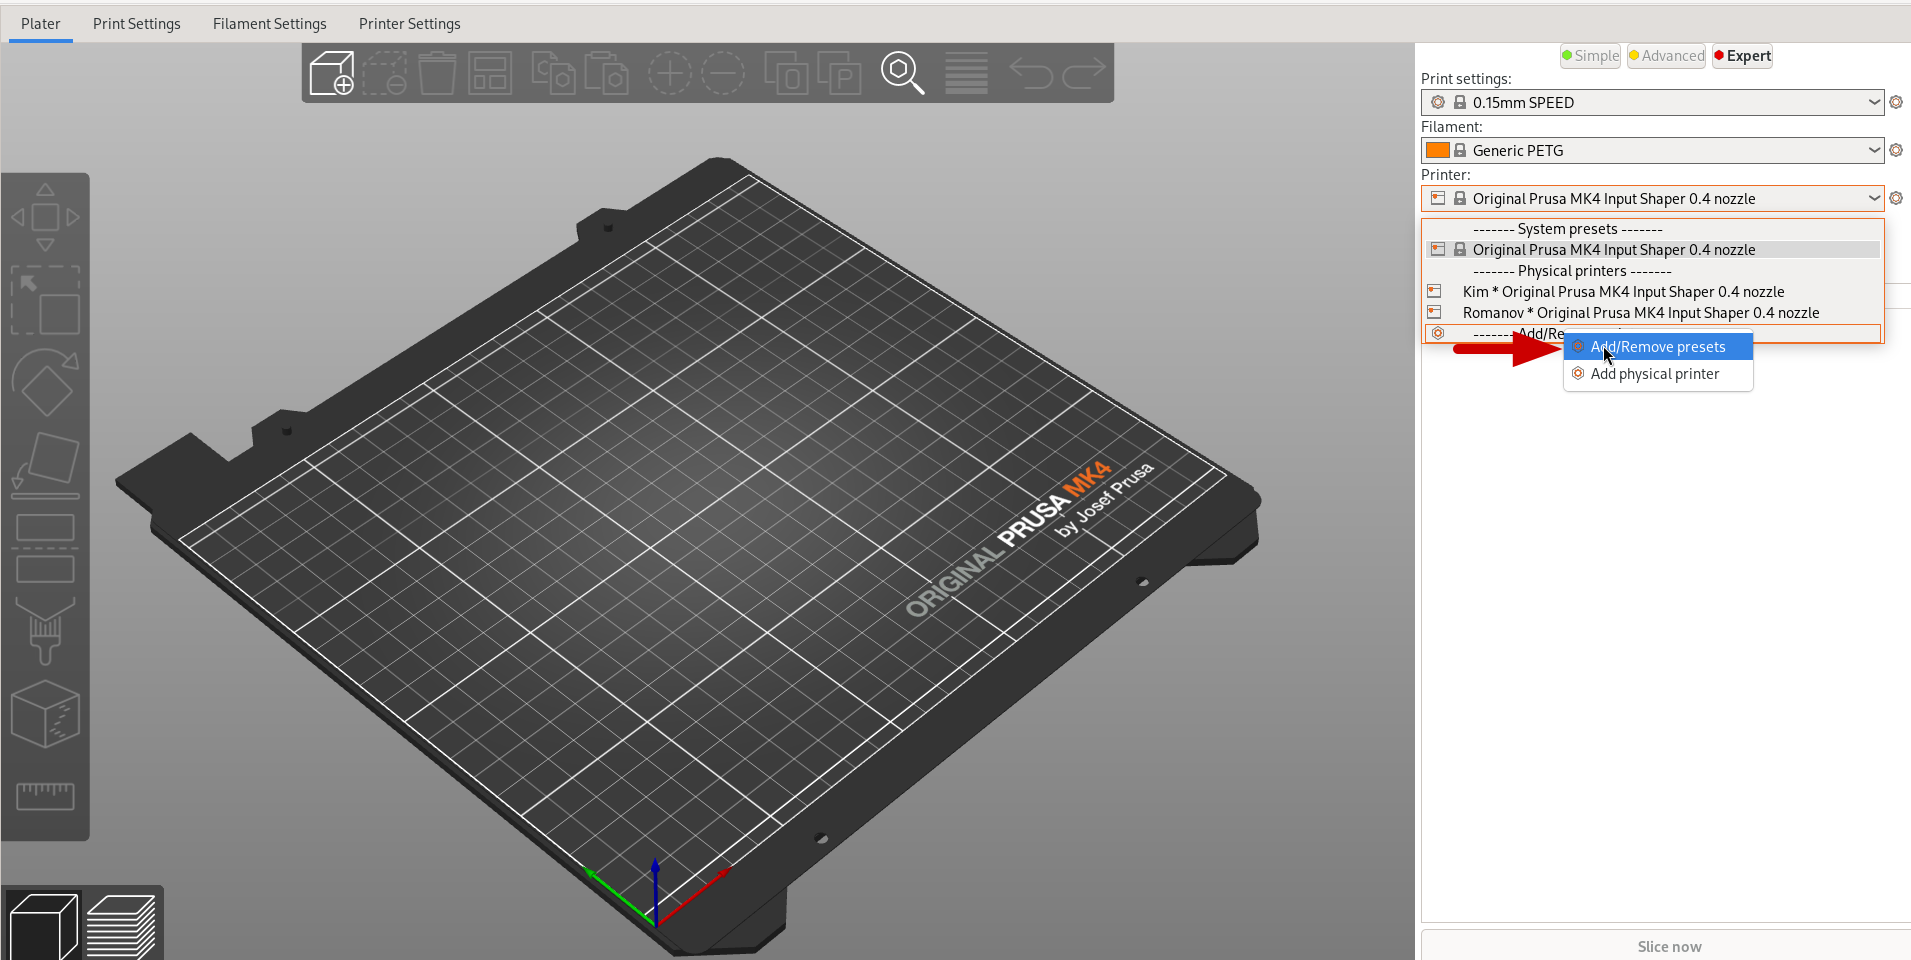 Plater Print Settings Filament Settings Printer Settings
Simple Advanced Expert
Print settings:
0.15mm SPEED
Filament:
Generic PETG
Printer:
Original Prusa MK4 Input Shaper 0.4 nozzle
------- System presets -------
Original Prusa MK4 Input Shaper 0.4 nozzle
------- Physical printers -------
Kim * Original Prusa MK4 Input Shaper 0.4 nozzle
Romanov * Original Prusa MK4 Input Shaper 0.4 nozzle
------- Add/Re
Add/Remove presets
Add physical printer
ORIGINAL PRUSA MK4
by Josef Prusa
Slice now